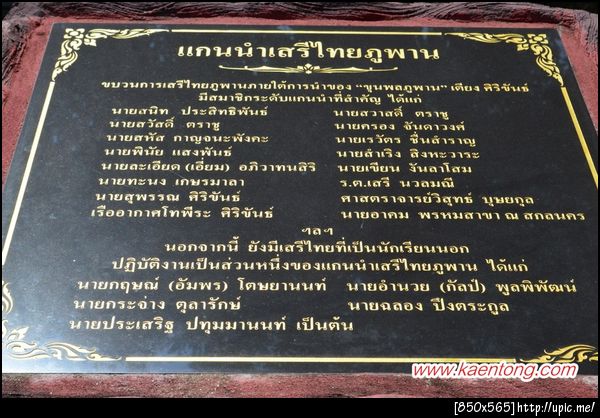 แกนนำเสรีไทยภูพาน
ขบวนการเสรีไทยภูพานภายใต้การนำของ "ขุนพลภูพาน" เตียง ศิริขันธ์
มีสมาชิกระดับแกนนำที่สำคัญ ได้แก่
นายสนิท ประสิทธิพันธ์ นายสวาสดิ์ ตราชู
นายสวัสดิ์ ตราชู นายครอง จันดาวงศ์
นายสหัส กาญจนะพังคะ นายเรวัตร ชื่นสำราญ
นายพินัย แสงพันธ์ นายสำเริง สิงหะวาระ
นายละเอียด (เอี่ยม) อภิวาทนสิริ นายเขียน งันลาโสม
นายทะนง เกษรมาลา ร.ต.เสรี นวลมณี
นายสุพรรณ ศิริขันธ์ ศาสตราจารย์วิสุทธ์ บุษยกุล
เรืออากาศโทพีระ ศิริขันธ์ นายอาคม พรหมสาขา ณ สกลนคร
ฯลฯ
นอกจากนี้ ยังมีเสรีไทยที่เป็นนักเรียนนอก
ปฏิบัติงานเป็นส่วนหนึ่งของแกนนำเสรีไทยภูพาน ได้แก่
นายกฤษณ์ (อัมพร) โตษยานนท์ นายอำนวย (กัลป์) พูลพิพัฒน์
นายกระจ่าง ตุลารักษ์ นายฉลอง ปึงตระกูล
นายประเสริฐ ปทุมมานนท์ เป็นต้น
www.kaentong.com
[850x565]http://upic.me/